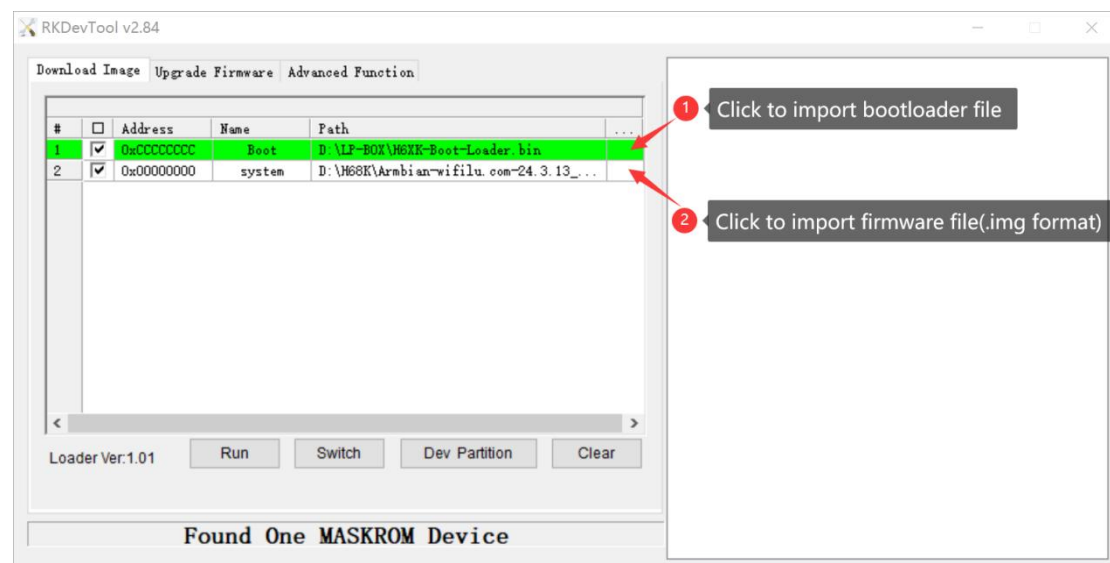 RKDevTool v2.84
Download Image Upgrade Firmware Advanced Function
# Address Name Path ...
1 0xCCCCCCCC Boot D:\LP-BOX\H6XK-Boot-Loader.bin
2 0x00000000 system D:\H68K\Armbian-wifilu.com-24.3.13_...
Loader Ver:1.01 Run Switch Dev Partition Clear
Found One MASKROM Device
1 Click to import bootloader file
2 Click to import firmware file(.img format)